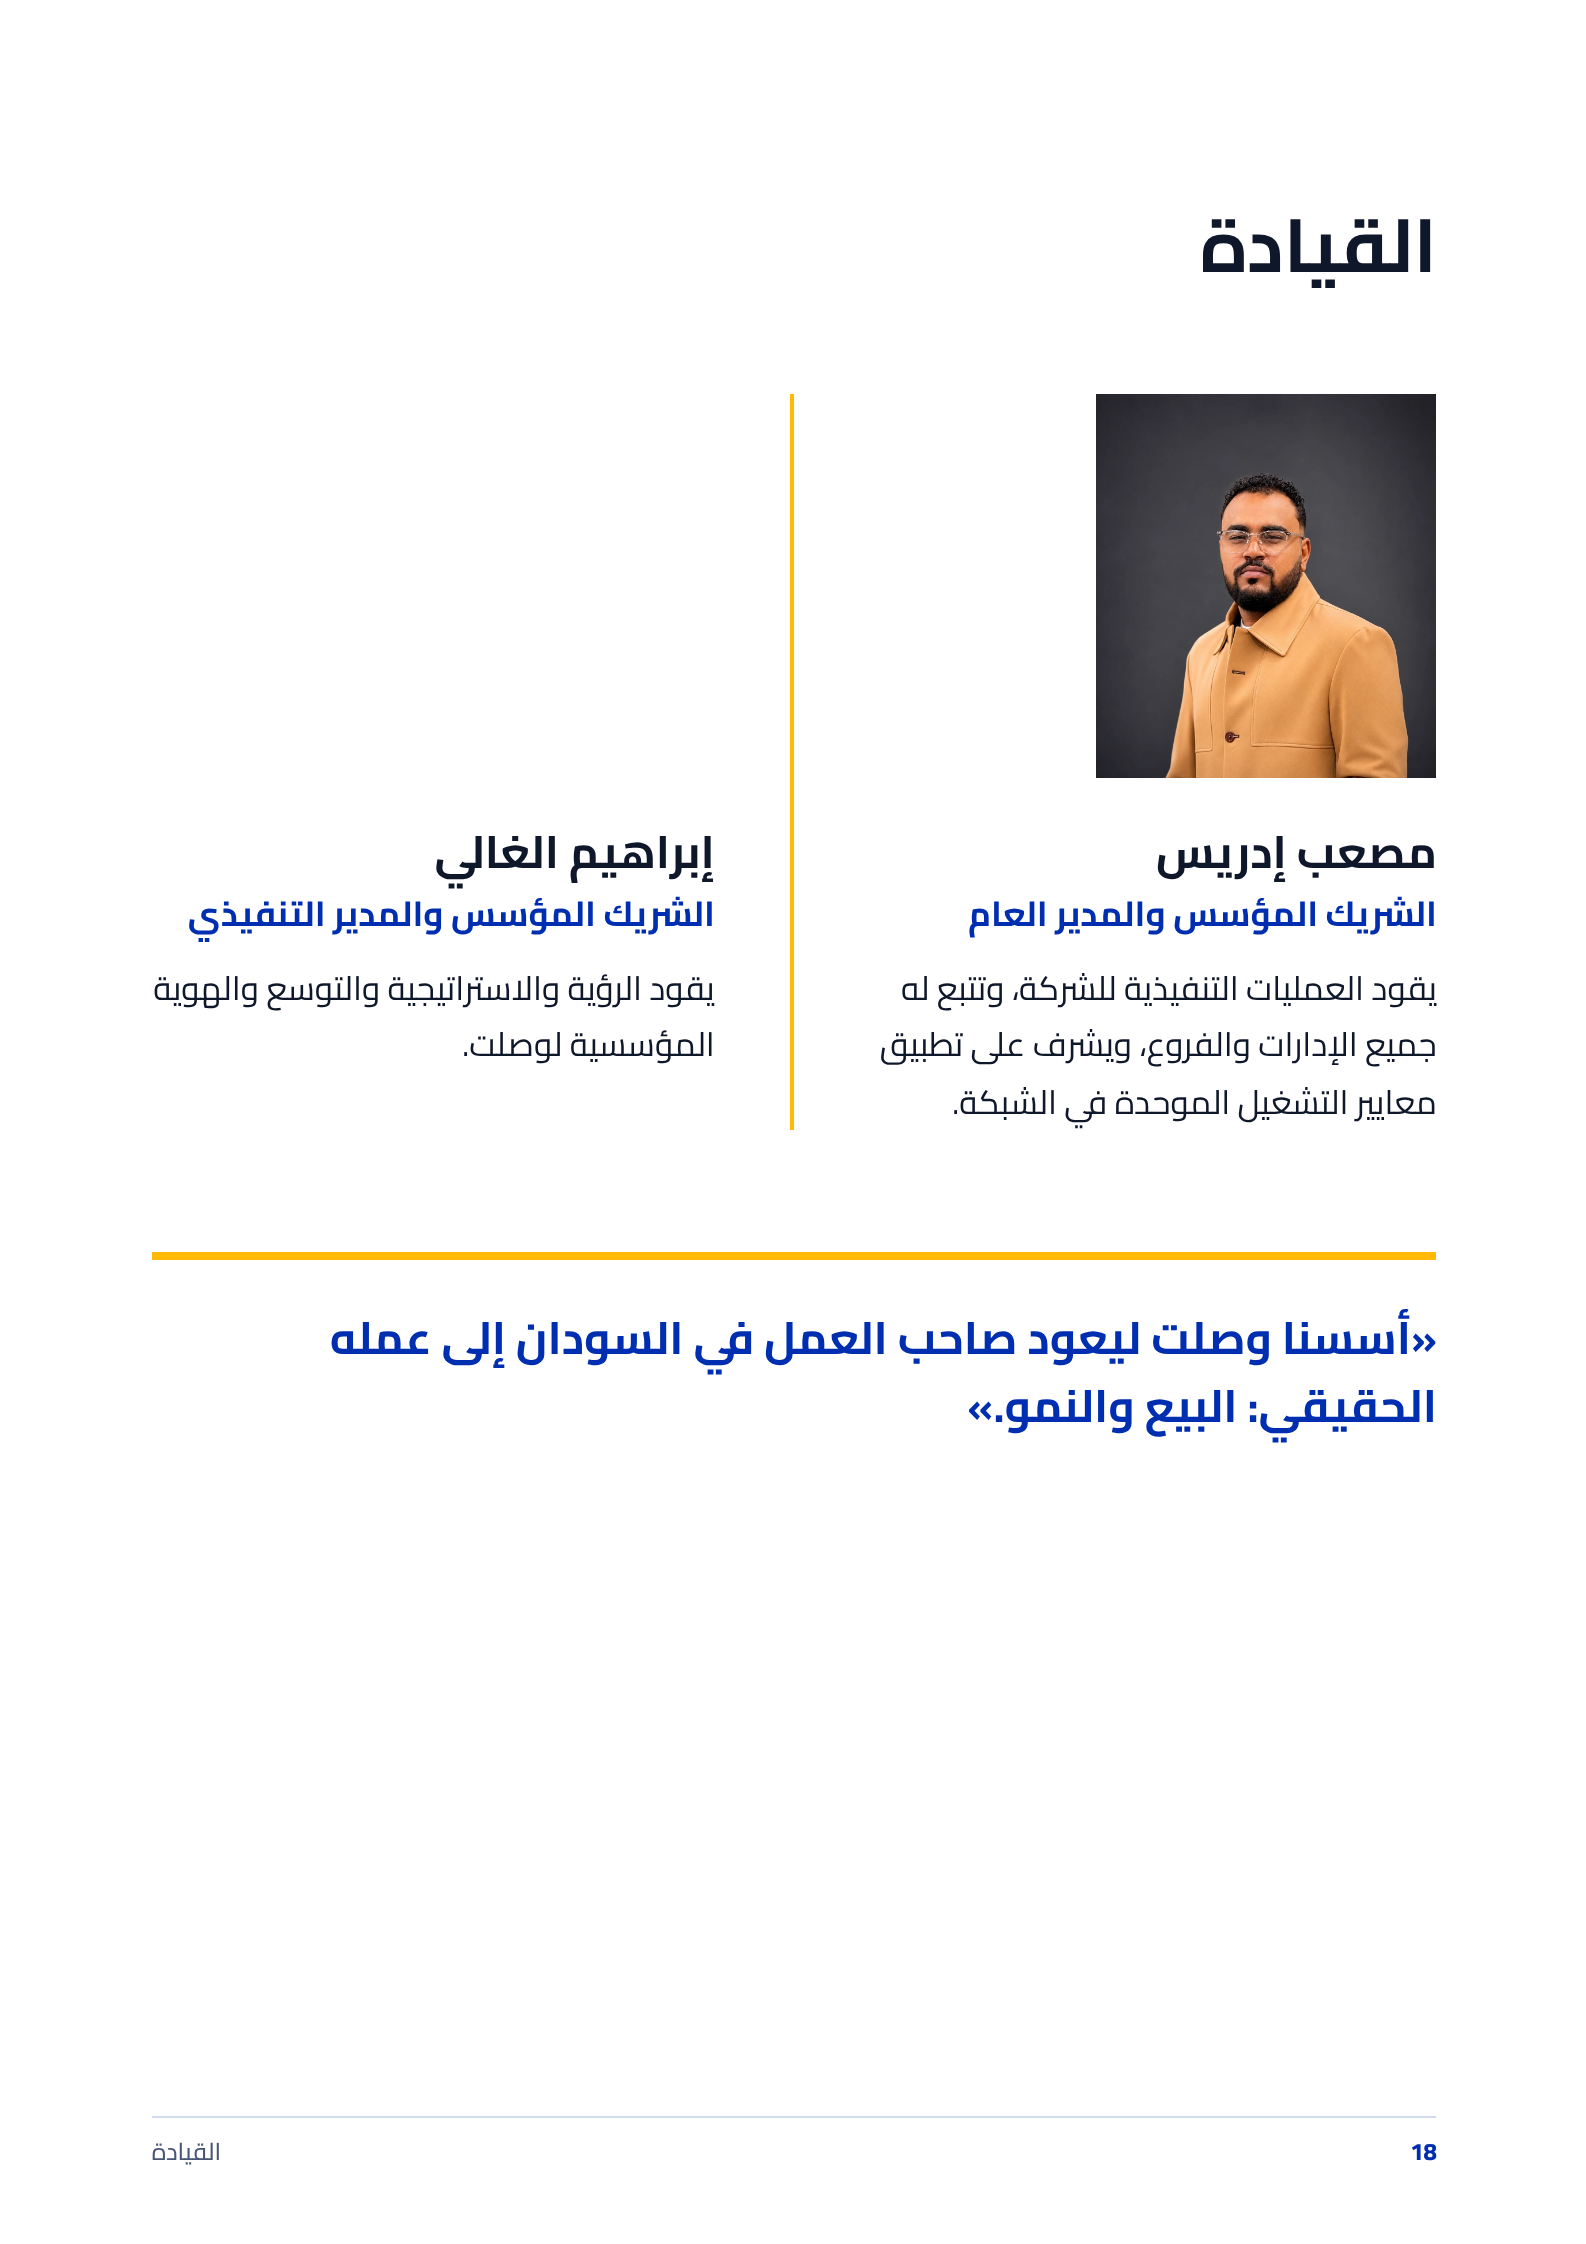 القيادة
مصعب إدريس
الشريك المؤسس والمدير العام
يقود العمليات التنفيذية للشركة، وتتبع له
جميع الإدارات والفروع، ويشرف على تطبيق
معايير التشغيل الموحدة في الشبكة.
إبراهيم الغالي
الشريك المؤسس والمدير التنفيذي
يقود الرؤية والاستراتيجية والتوسع والهوية
المؤسسية لوصلت.
«أسسنا وصلت ليعود صاحب العمل في السودان إلى عمله
الحقيقي: البيع والنمو.»
18
القيادة